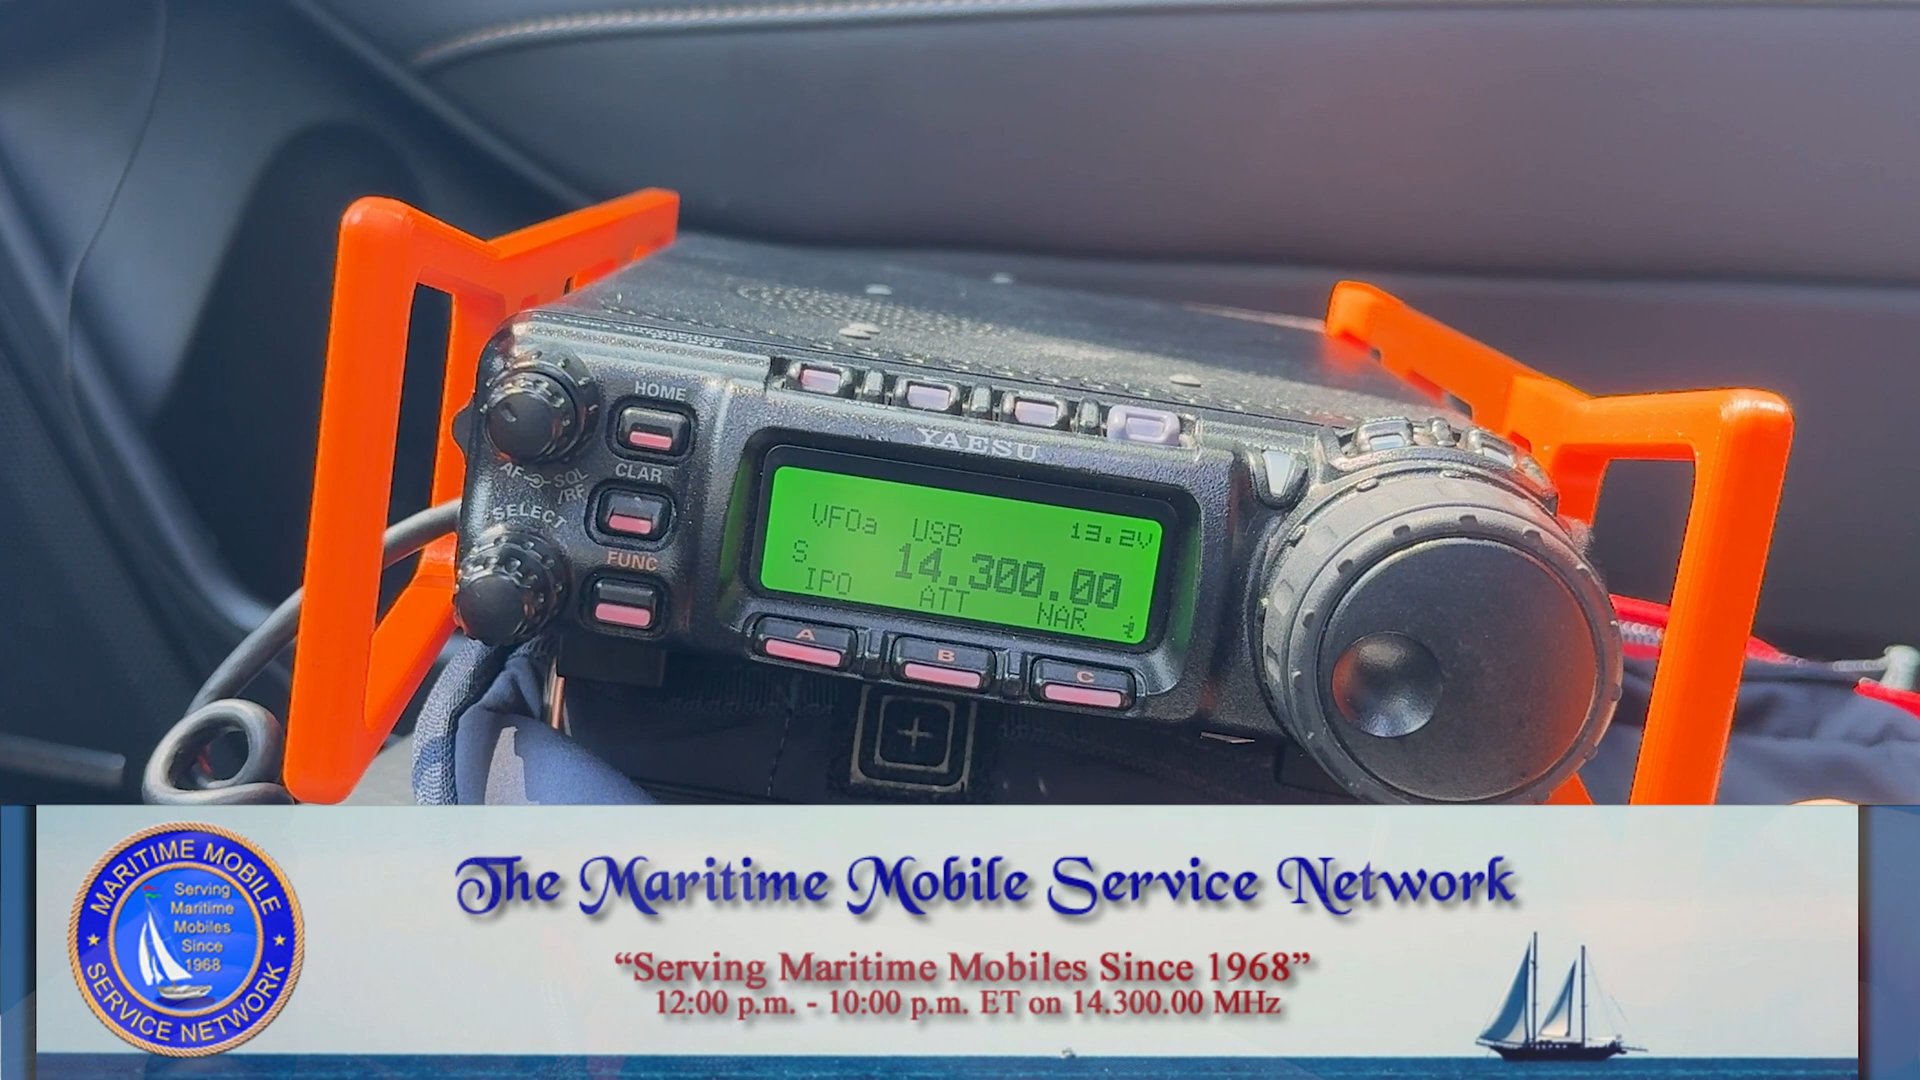 HOME
YAESU
AF SQL
/RF
CLAR
SELECT
FUNC
VFOa USB 13.2V
S 14.300.00
IPO ATT NAR
A B C
MARITIME MOBILE
SERVICE NETWORK
Serving
Maritime
Mobiles
Since
1968
The Maritime Mobile Service Network
“Serving Maritime Mobiles Since 1968”
12:00 p.m. - 10:00 p.m. ET on 14.300.00 MHz